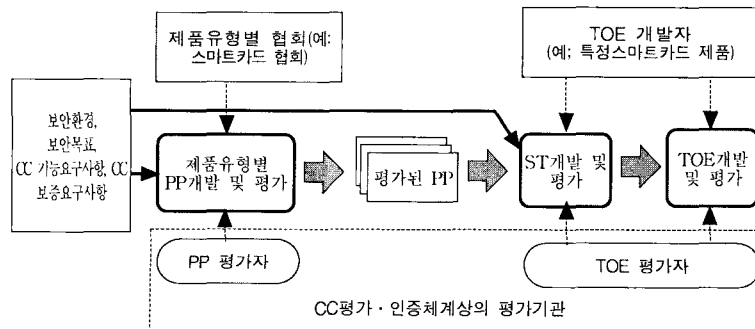 제품유형별 협회(예:
스마트카드 협회)
TOE 개발자
(예; 특정스마트카드 제품)
보안환경,
보안목표,
CC 기능요구사항, CC
보증요구사항
제품유형별
PP개발 및 평가
평가된 PP
ST개발 및
평가
TOE개발
및 평가
PP 평가자
TOE 평가자
CC평가 · 인증체계상의 평가기관